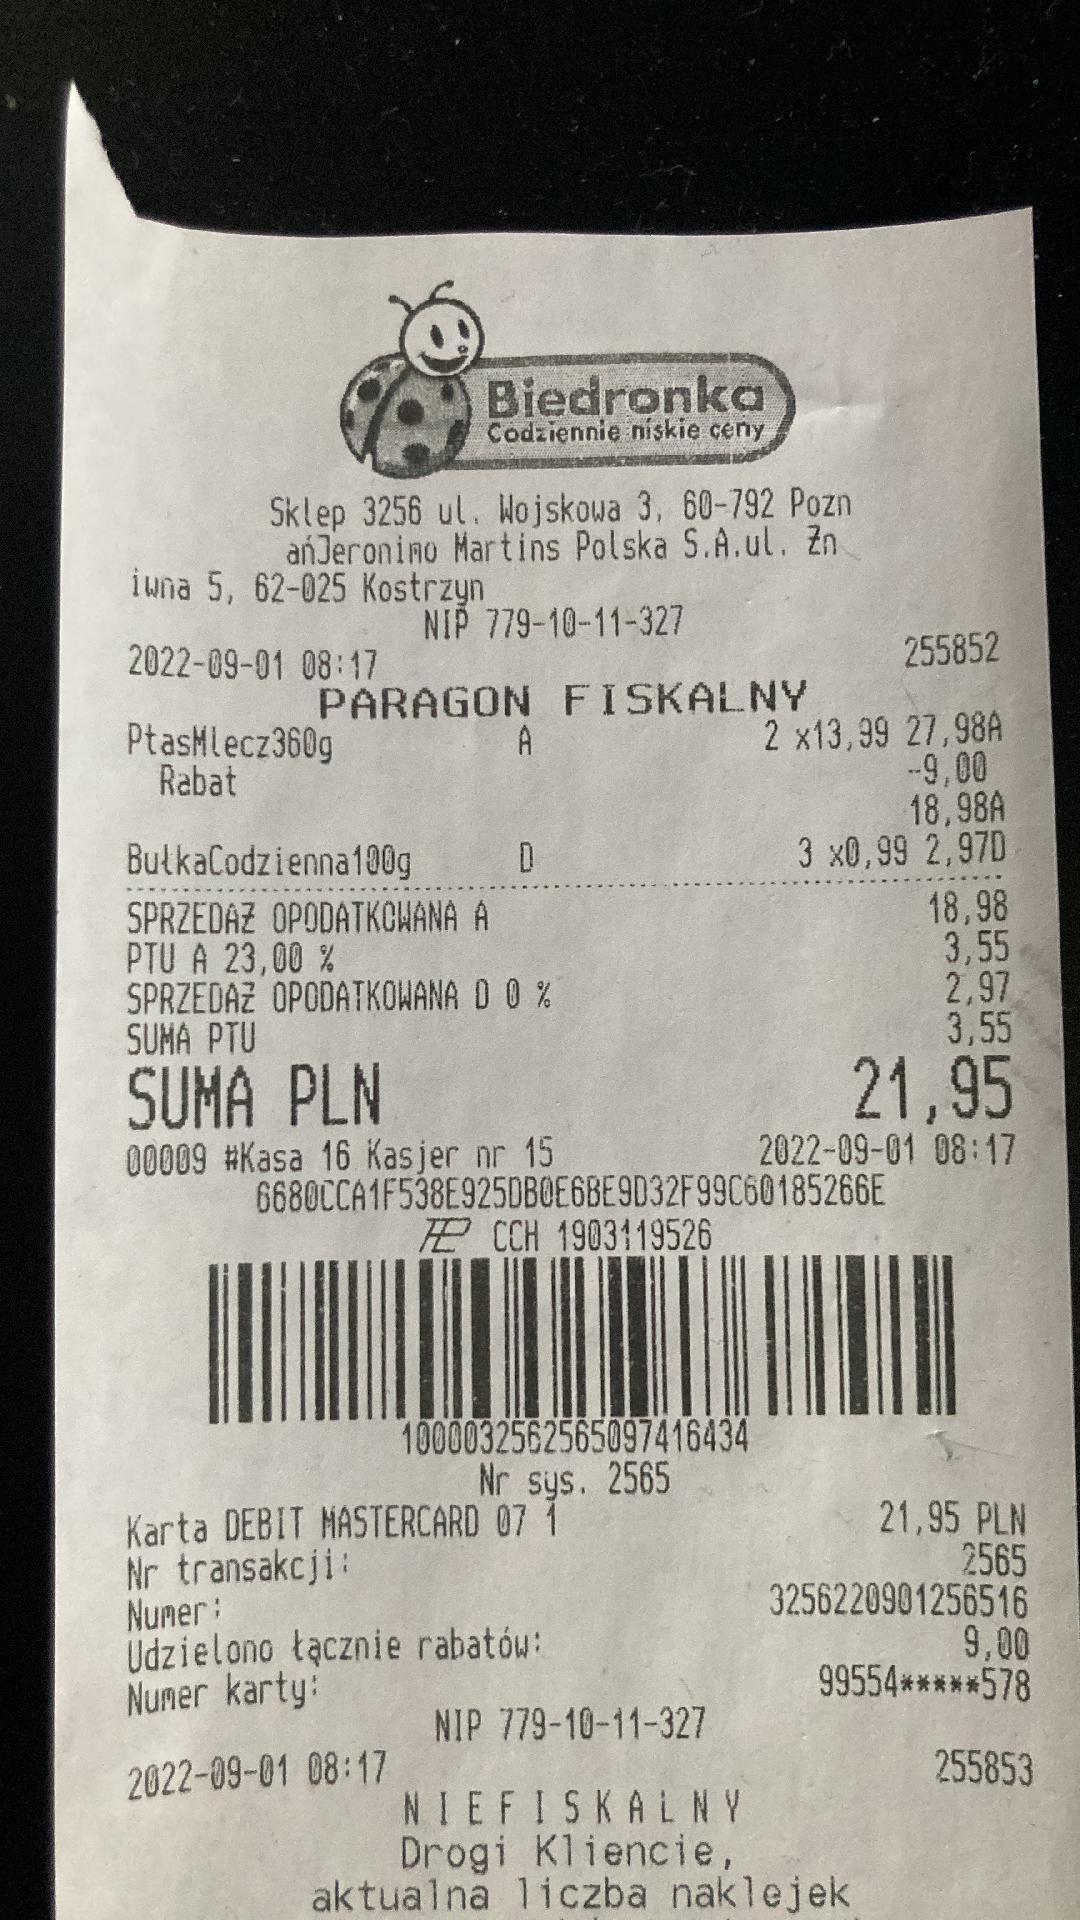 Biedronka
Codziennie niskie ceny
Sklep 3256 ul. Wojskowa 3, 60-792 Pozn
ańJeronimo Martins Polska S.A.ul. Żn
iwna 5, 62-025 Kostrzyn
NIP 779-10-11-327
2022-09-01 08:17 255852
PARAGON FISKALNY
PtasMlecz360g A 2 x13,99 27,98A
Rabat -9,00
18,98A
BułkaCodzienna100g D 3 x0,99 2,97D
SPRZEDAŻ OPODATKOWANA A 18,98
PTU A 23,00 % 3,55
SPRZEDAŻ OPODATKOWANA D 0 % 2,97
SUMA PTU 3,55
SUMA PLN 21,95
00009 #Kasa 16 Kasjer nr 15 2022-09-01 08:17
6680CCA1F538E925DB0E6BE9D32F99C60185266E
CCH 1903119526
1000032562565097416434
Nr sys. 2565
Karta DEBIT MASTERCARD 07 1 21,95 PLN
Nr transakcji: 2565
Numer: 3256220901256516
Udzielono łącznie rabatów: 9,00
Numer karty: 99554*****578
NIP 779-10-11-327
2022-09-01 08:17 255853
NIEFISKALNY
Drogi Kliencie,
aktualna liczba naklejek